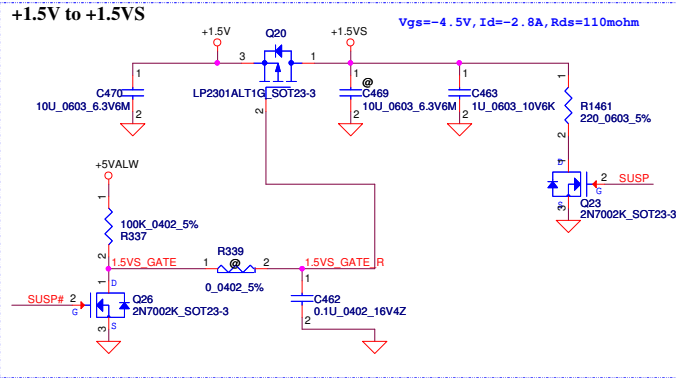 +1.5V to +1.5VS
Vgs=-4.5V,Id=-2.8A,Rds=110mohm
+1.5V
Q20
+1.5VS
3
1
2
LP2301ALT1G_SOT23-3
1
C470
10U_0603_6.3V6M
2
1
@
C469
10U_0603_6.3V6M
2
1
C463
1U_0603_10V6K
2
1
R1461
220_0603_5%
2
1
D
2
SUSP
G
Q23
2N7002K_SOT23-3
S
3
+5VALW
1
100K_0402_5%
R337
2
1.5VS_GATE
1
R339
@
2
0_0402_5%
1.5VS_GATE_R
1
C462
0.1U_0402_16V4Z
2
SUSP#
2
G
1
D
Q26
2N7002K_SOT23-3
S
3